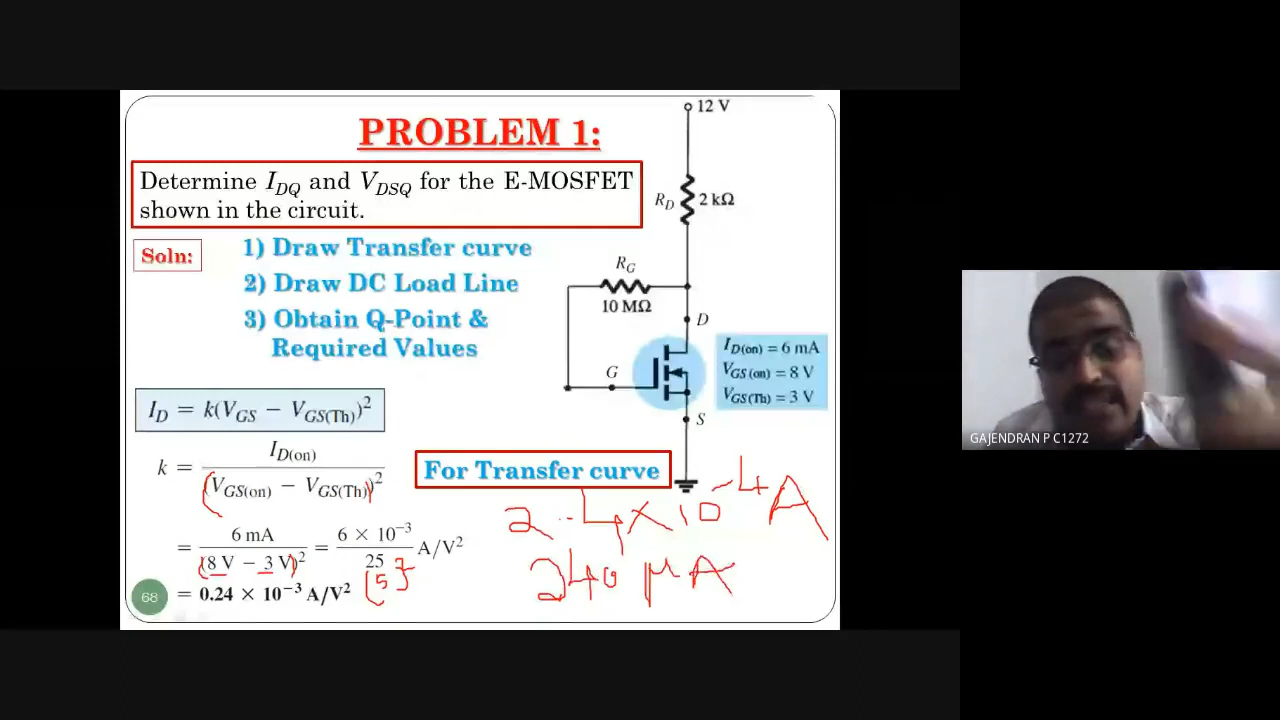 PROBLEM 1:
Determine I_DQ and V_DSQ for the E-MOSFET
shown in the circuit.
Soln:
1) Draw Transfer curve
2) Draw DC Load Line
3) Obtain Q-Point &
Required Values
12 V
R_D 2 kΩ
R_G
10 MΩ
D
G
S
I_D(on) = 6 mA
V_GS(on) = 8 V
V_GS(Th) = 3 V
I_D = k(V_GS − V_GS(Th))²
k = I_D(on) / (V_GS(on) − V_GS(Th))²
= 6 mA / (8 V − 3 V)² = 6 × 10⁻³ / 25 A/V²
(5)²
= 0.24 × 10⁻³ A/V²
For Transfer curve
2.4×10⁻⁴ A
240 μA
68
GAJENDRAN P C1272